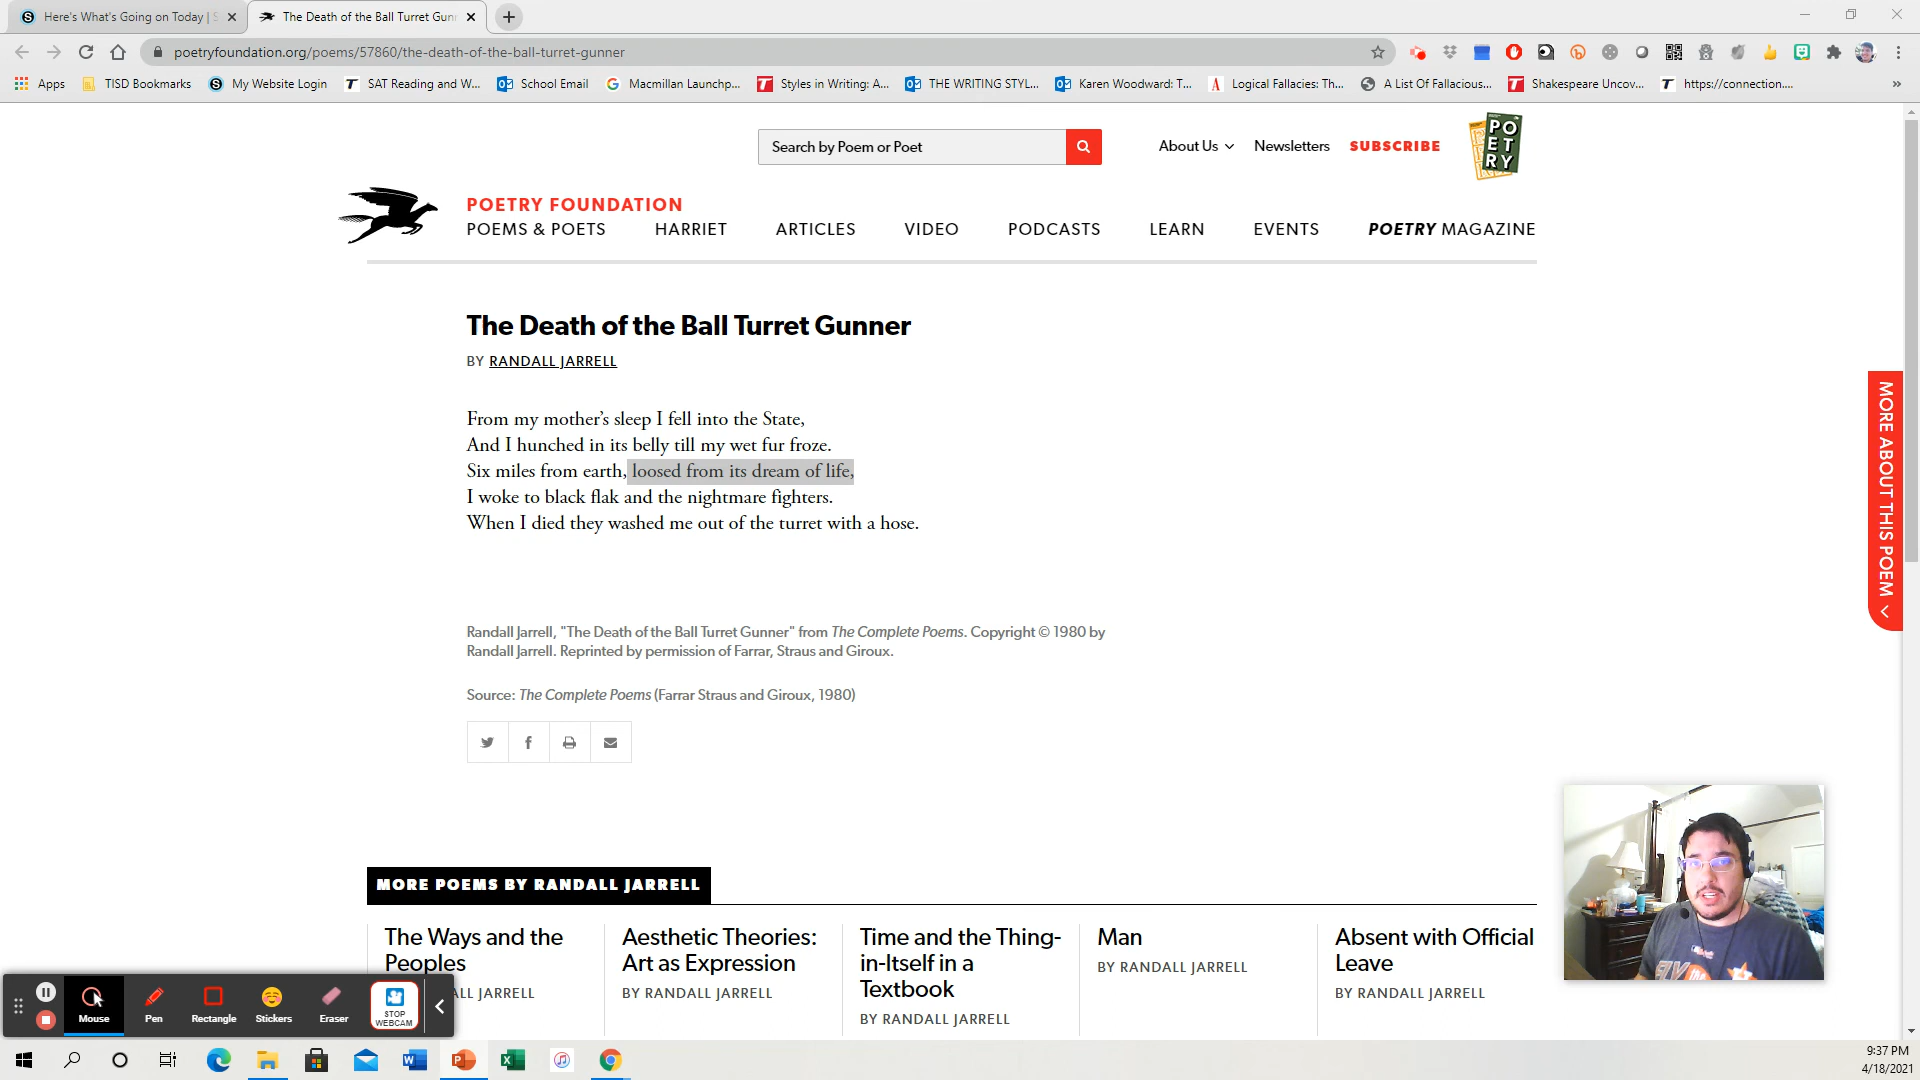 Here's What's Going on Today | S
The Death of the Ball Turret Gunn
poetryfoundation.org/poems/57860/the-death-of-the-ball-turret-gunner
Apps
TISD Bookmarks
My Website Login
SAT Reading and W...
School Email
Macmillan Launchp...
Styles in Writing: A...
THE WRITING STYL...
Karen Woodward: T...
Logical Fallacies: Th...
A List Of Fallacious...
Shakespeare Uncov...
https://connection....
»
Search by Poem or Poet
About Us
Newsletters
SUBSCRIBE
PO
ET
RY
POETRY FOUNDATION
POEMS & POETS
HARRIET
ARTICLES
VIDEO
PODCASTS
LEARN
EVENTS
POETRY MAGAZINE
The Death of the Ball Turret Gunner
BY RANDALL JARRELL
From my mother's sleep I fell into the State,
And I hunched in its belly till my wet fur froze.
Six miles from earth, loosed from its dream of life,
I woke to black flak and the nightmare fighters.
When I died they washed me out of the turret with a hose.
MORE ABOUT THIS POEM
Randall Jarrell, "The Death of the Ball Turret Gunner" from The Complete Poems. Copyright © 1980 by
Randall Jarrell. Reprinted by permission of Farrar, Straus and Giroux.
Source: The Complete Poems (Farrar Straus and Giroux, 1980)
MORE POEMS BY RANDALL JARRELL
The Ways and the
Peoples
ALL JARRELL
Aesthetic Theories:
Art as Expression
BY RANDALL JARRELL
Time and the Thing-
in-Itself in a
Textbook
BY RANDALL JARRELL
Man
BY RANDALL JARRELL
Absent with Official
Leave
BY RANDALL JARRELL
Mouse
Pen
Rectangle
Stickers
Eraser
STOP
WEBCAM
9:37 PM
4/18/2021